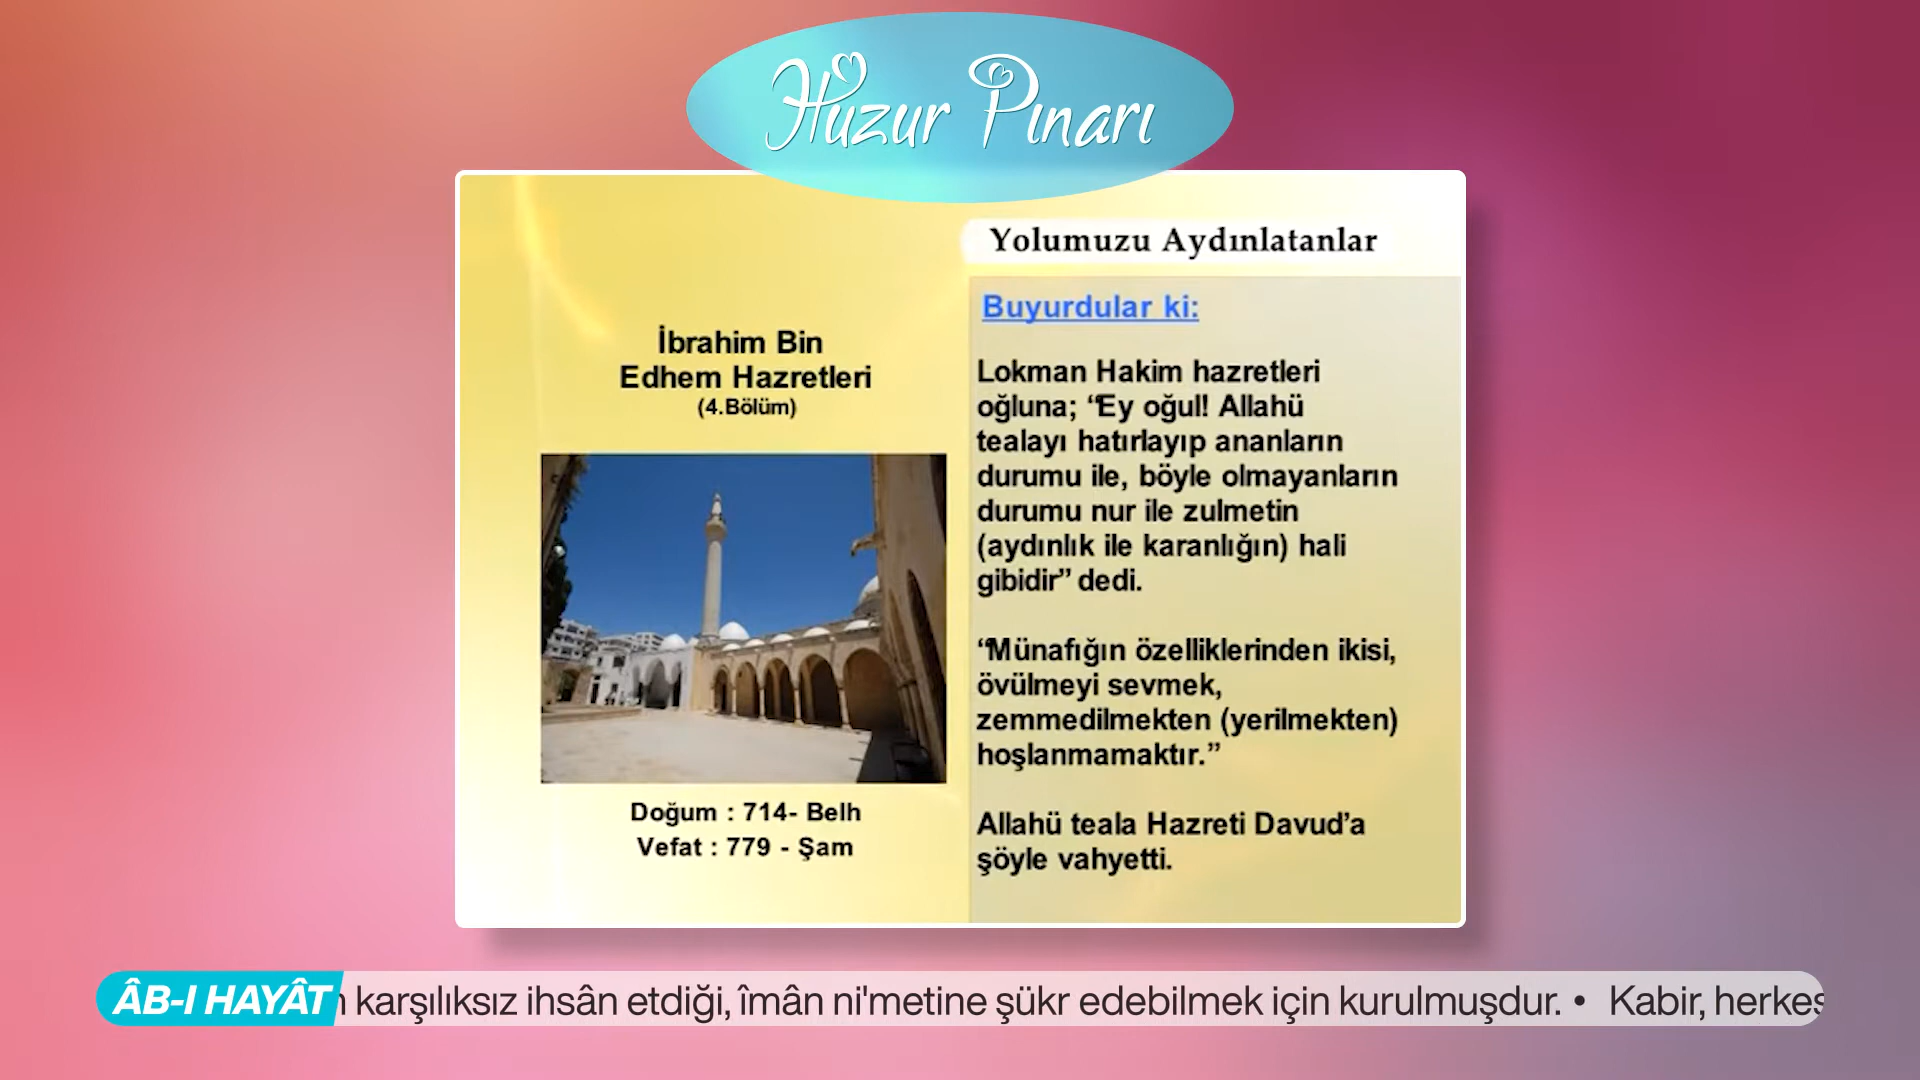 Huzur Pınarı
Yolumuzu Aydınlatanlar
İbrahim Bin
Edhem Hazretleri
(4.Bölüm)
Doğum : 714- Belh
Vefat : 779 - Şam
Buyurdular ki:
Lokman Hakim hazretleri
oğluna; “Ey oğul! Allahü
tealayı hatırlayıp ananların
durumu ile, böyle olmayanların
durumu nur ile zulmetin
(aydınlık ile karanlığın) hali
gibidir” dedi.
“Münafığın özelliklerinden ikisi,
övülmeyi sevmek,
zemmedilmekten (yerilmekten)
hoşlanmamaktır.”
Allahü teala Hazreti Davud’a
şöyle vahyetti.
ÂB-I HAYÂT
karşılıksız ihsân etdiği, îmân ni'metine şükr edebilmek için kurulmuşdur. • Kabir,